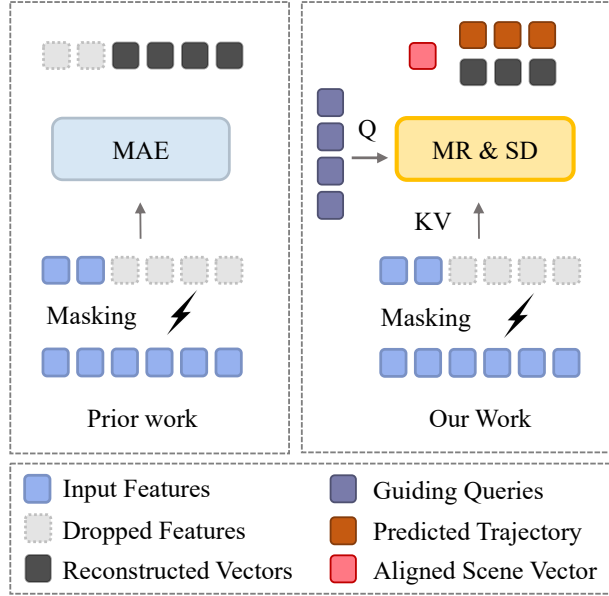 MAE
Masking
Prior work
Q
MR & SD
KV
Masking
Our Work
Input Features
Dropped Features
Reconstructed Vectors
Guiding Queries
Predicted Trajectory
Aligned Scene Vector